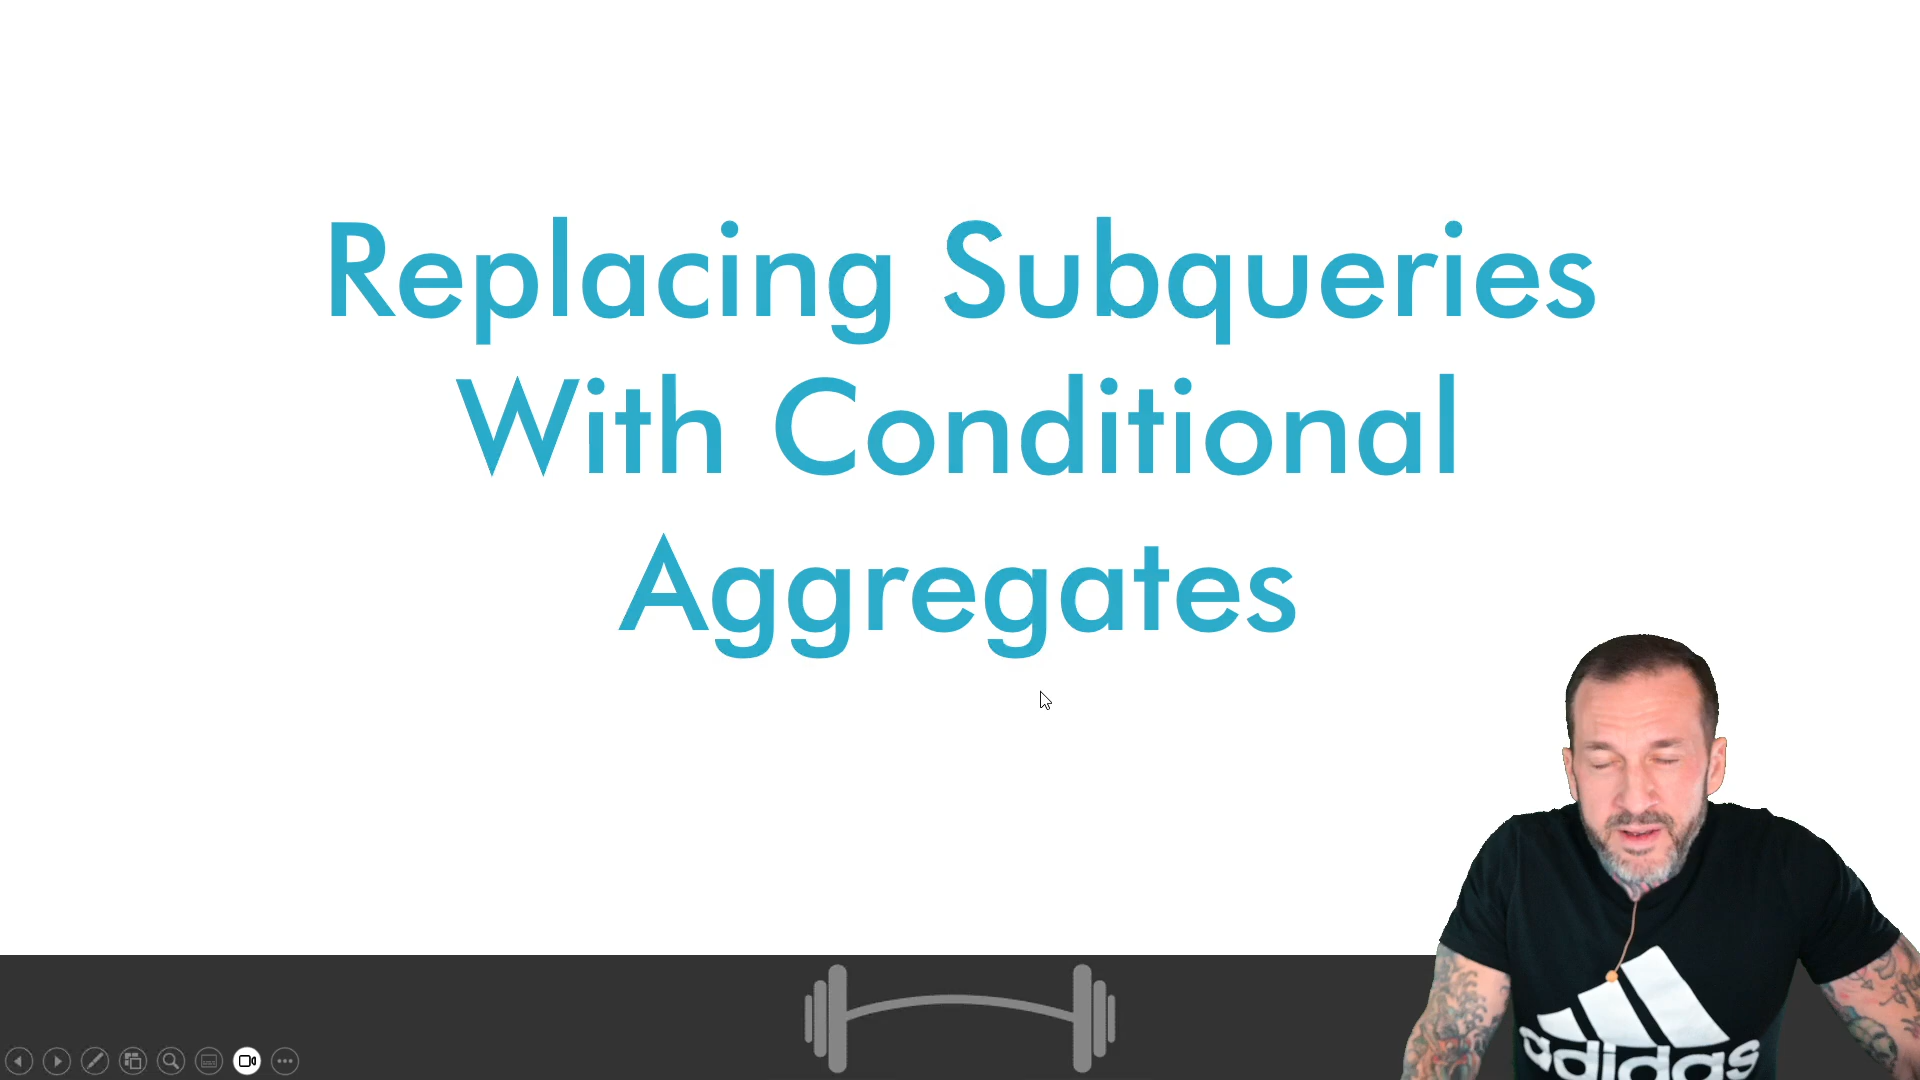 Replacing Subqueries
With Conditional
Aggregates
adidas